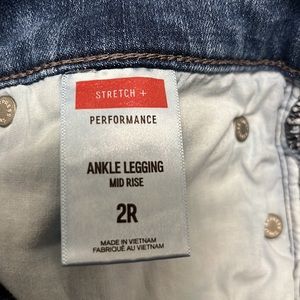 STRETCH +
PERFORMANCE
ANKLE LEGGING
MID RISE
2R
MADE IN VIETNAM
FABRIQUÉ AU VIETNAM